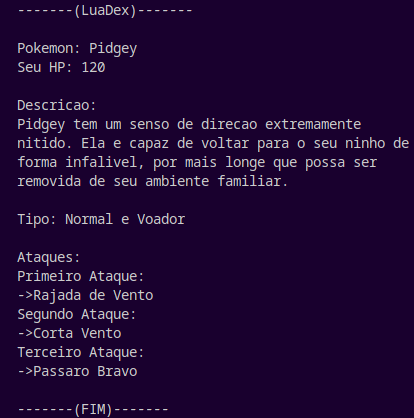 -------(LuaDex)-------
Pokemon: Pidgey
Seu HP: 120
Descricao:
Pidgey tem um senso de direcao extremamente
nitido. Ela e capaz de voltar para o seu ninho de
forma infalivel, por mais longe que possa ser
removida de seu ambiente familiar.
Tipo: Normal e Voador
Ataques:
Primeiro Ataque:
->Rajada de Vento
Segundo Ataque:
->Corta Vento
Terceiro Ataque:
->Passaro Bravo
-------(FIM)-------